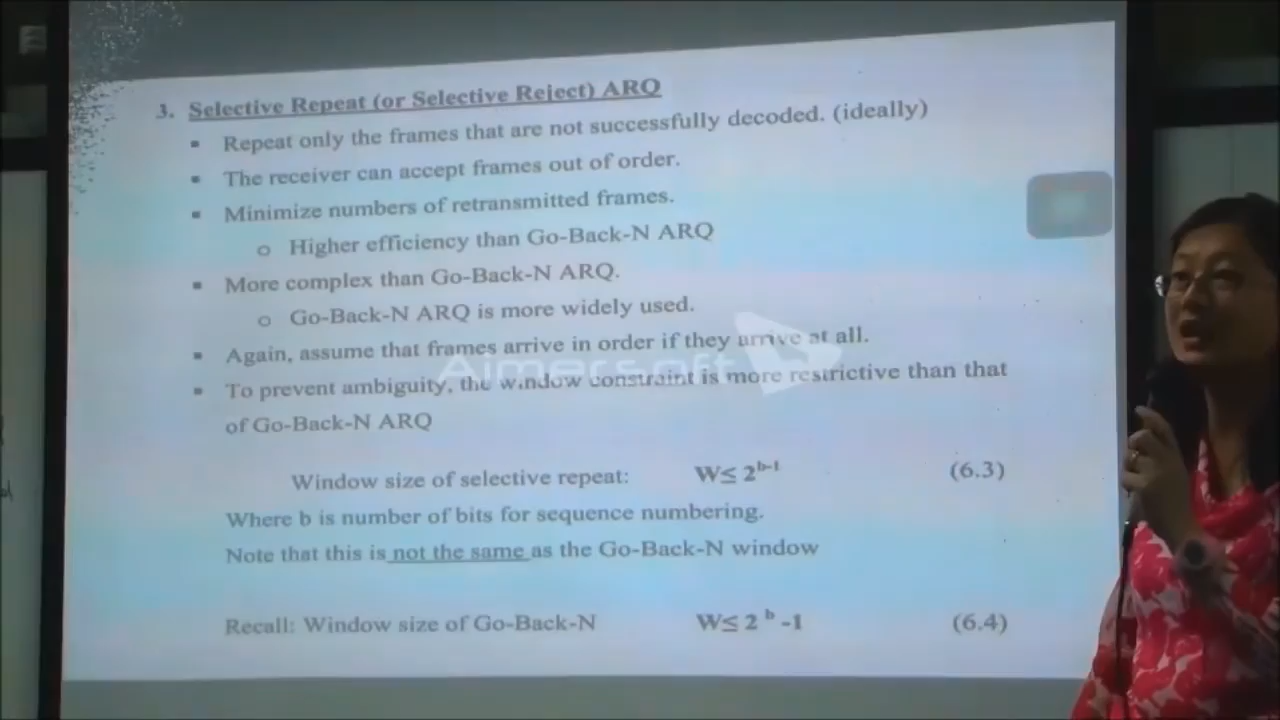 3. Selective Repeat (or Selective Reject) ARQ
▪ Repeat only the frames that are not successfully decoded. (ideally)
▪ The receiver can accept frames out of order.
▪ Minimize numbers of retransmitted frames.
o Higher efficiency than Go-Back-N ARQ
▪ More complex than Go-Back-N ARQ.
o Go-Back-N ARQ is more widely used.
▪ Again, assume that frames arrive in order if they arrive at all.
Aimersoft
▪ To prevent ambiguity, the window constraint is more restrictive than that
of Go-Back-N ARQ
Window size of selective repeat: W≤ 2^{b-1} (6.3)
Where b is number of bits for sequence numbering.
Note that this is not the same as the Go-Back-N window
Recall: Window size of Go-Back-N W≤ 2^{b} -1 (6.4)